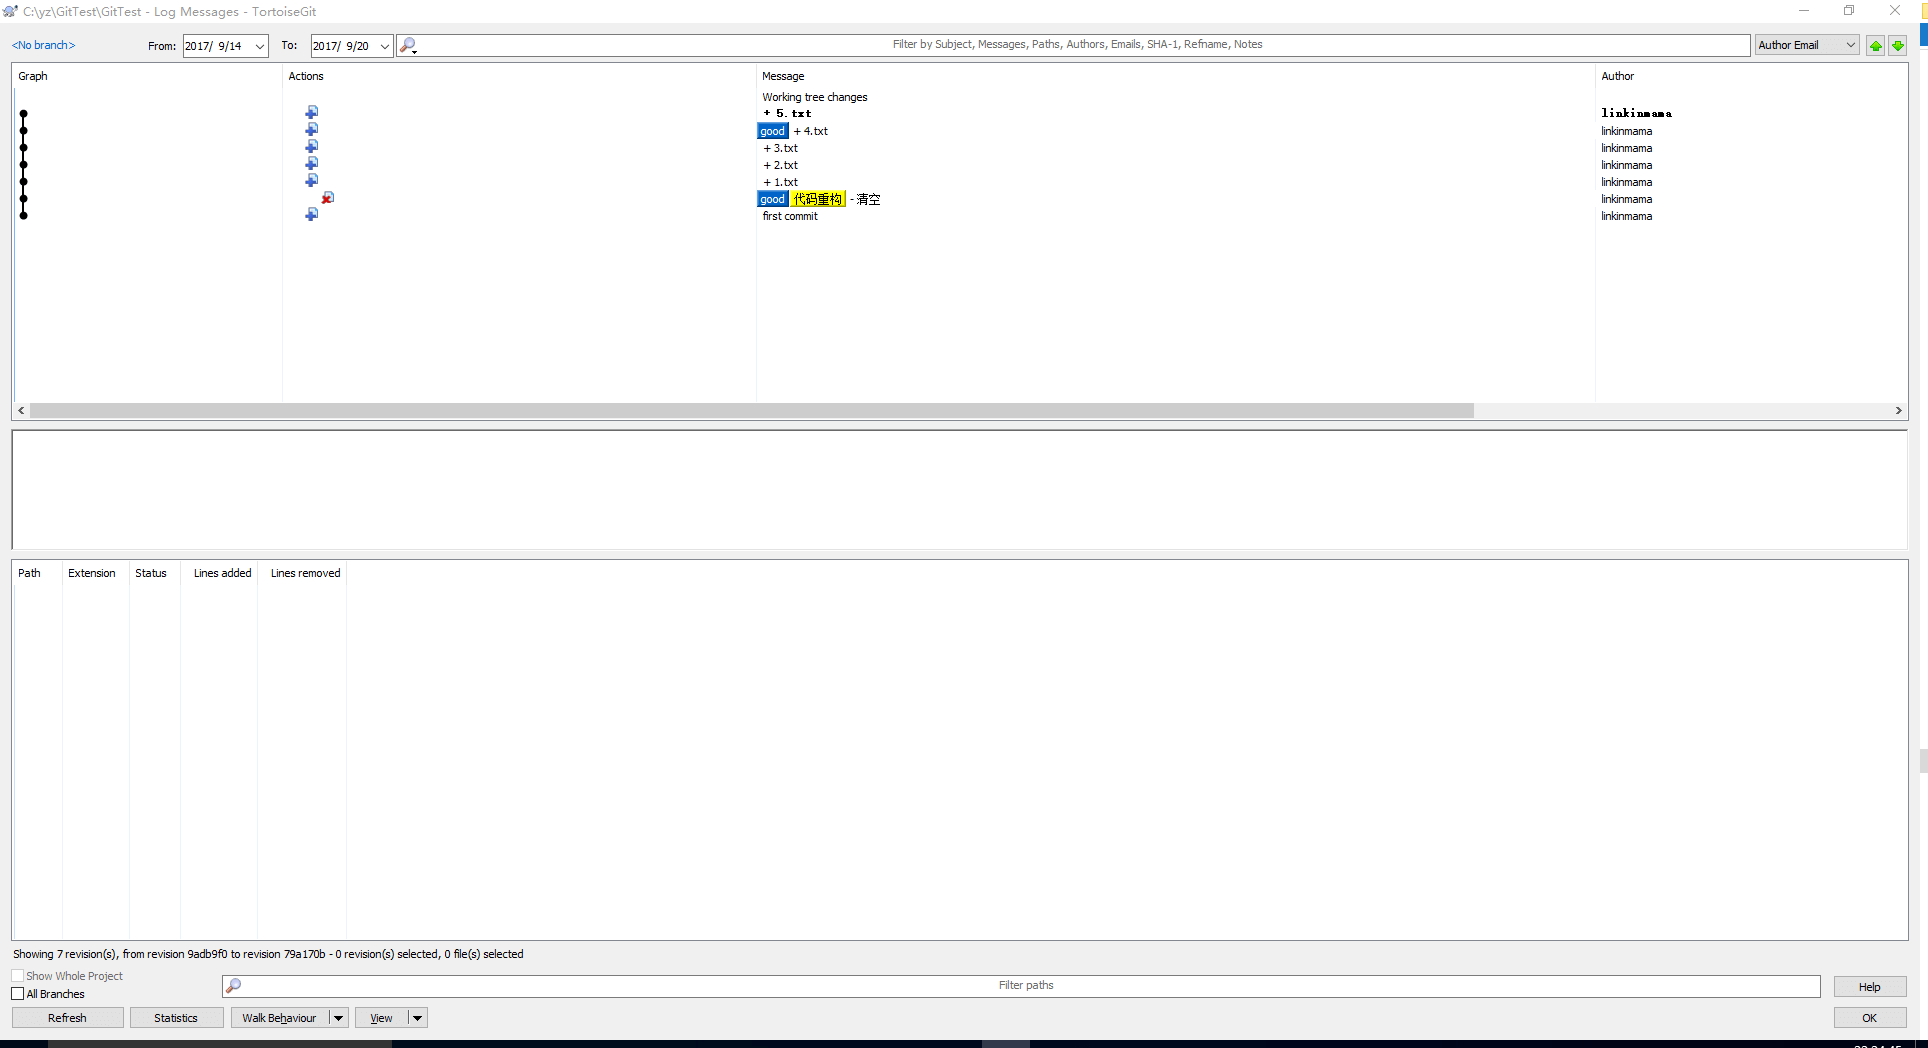 C:\yz\GitTest\GitTest - Log Messages - TortoiseGit
<No branch> From: 2017/ 9/14 To: 2017/ 9/20 Filter by Subject, Messages, Paths, Authors, Emails, SHA-1, Refname, Notes Author Email
Graph Actions Message Author
Working tree changes
+ 5.txt linkinmama
good + 4.txt linkinmama
+ 3.txt linkinmama
+ 2.txt linkinmama
+ 1.txt linkinmama
good 代码重构 - 清空 linkinmama
first commit linkinmama
Path Extension Status Lines added Lines removed
Showing 7 revision(s), from revision 9adb9f0 to revision 79a170b - 0 revision(s) selected, 0 file(s) selected
Show Whole Project
All Branches Filter paths Help
Refresh Statistics Walk Behaviour View OK